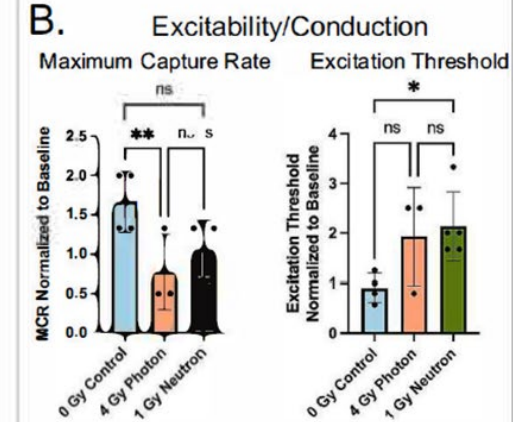 B.
Excitability/Conduction
Maximum Capture Rate
ns
** n.. s
MCR Normalized to Baseline
2.5
2.0
1.5
1.0
0.5
0.0
0 Gy Control
4 Gy Photon
1 Gy Neutron
Excitation Threshold
*
ns ns
Excitation Threshold
Normalized to Baseline
4
3
2
1
0
0 Gy Control
4 Gy Photon
1 Gy Neutron